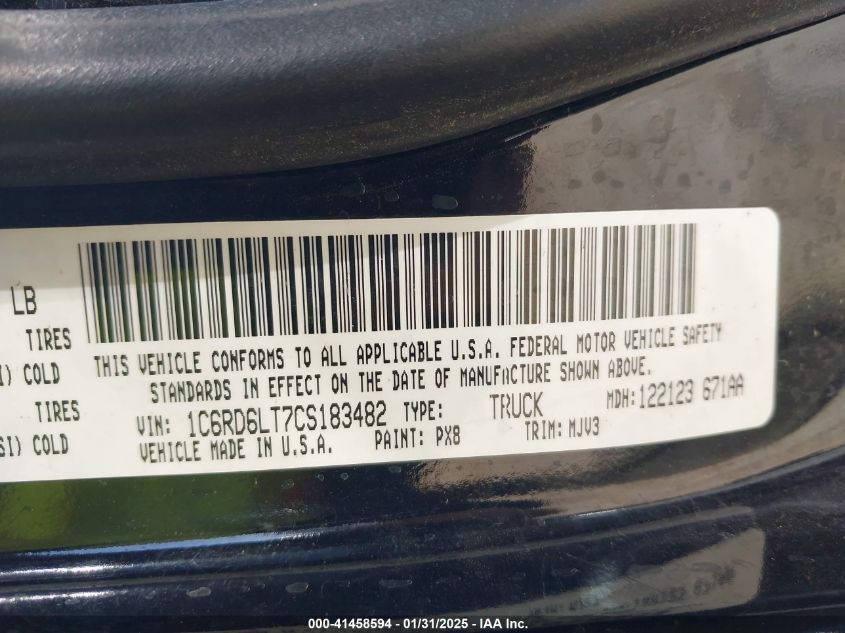 LB
TIRES
I) COLD
TIRES
SI) COLD
THIS VEHICLE CONFORMS TO ALL APPLICABLE U.S.A. FEDERAL MOTOR VEHICLE SAFETY
STANDARDS IN EFFECT ON THE DATE OF MANUFACTURE SHOWN ABOVE.
VIN: 1C6RD6LT7CS183482 TYPE: TRUCK MDH:122123 671AA
VEHICLE MADE IN U.S.A. PAINT: PX8 TRIM: MJV3
000-41458594 - 01/31/2025 - IAA Inc.